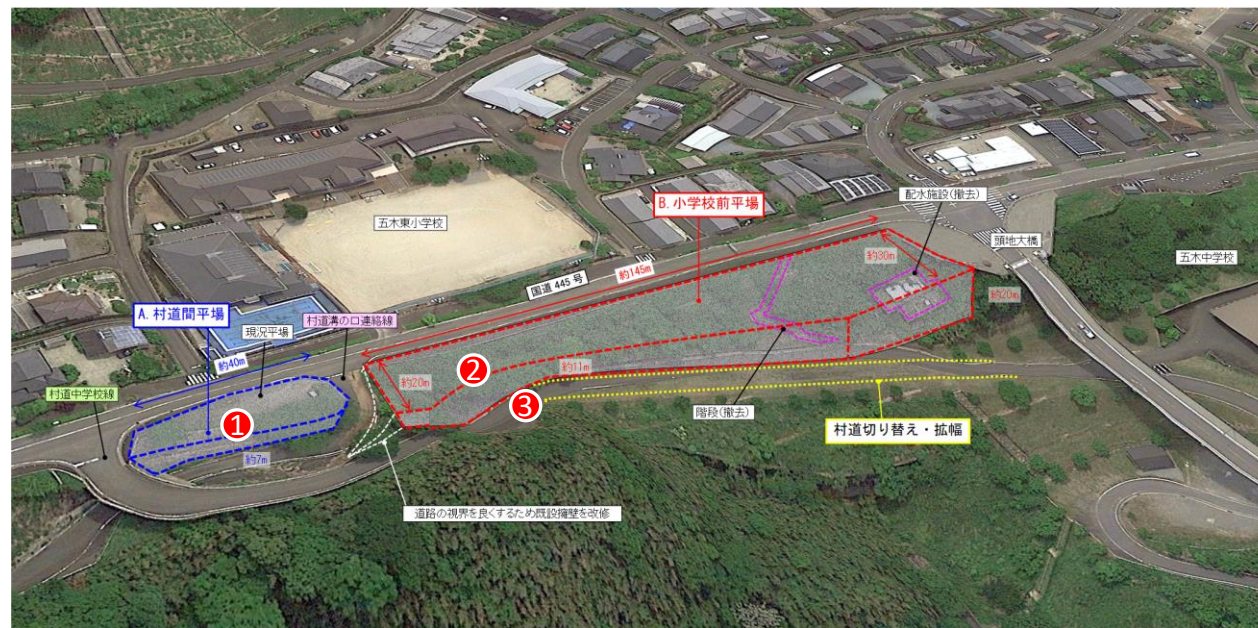 配水施設(撤去)
B.小学校前平場
頭地大橋
五木中学校
五木東小学校
約30m
約145m
国道 445 号
約20m
A.村道間平場
村道溝の口連絡線
現況平場
約40m
村道中学校線
約20m
2
約11m
3
階段(撤去)
1
村道切り替え・拡幅
約7m
道路の視界を良くするため既設擁壁を改修